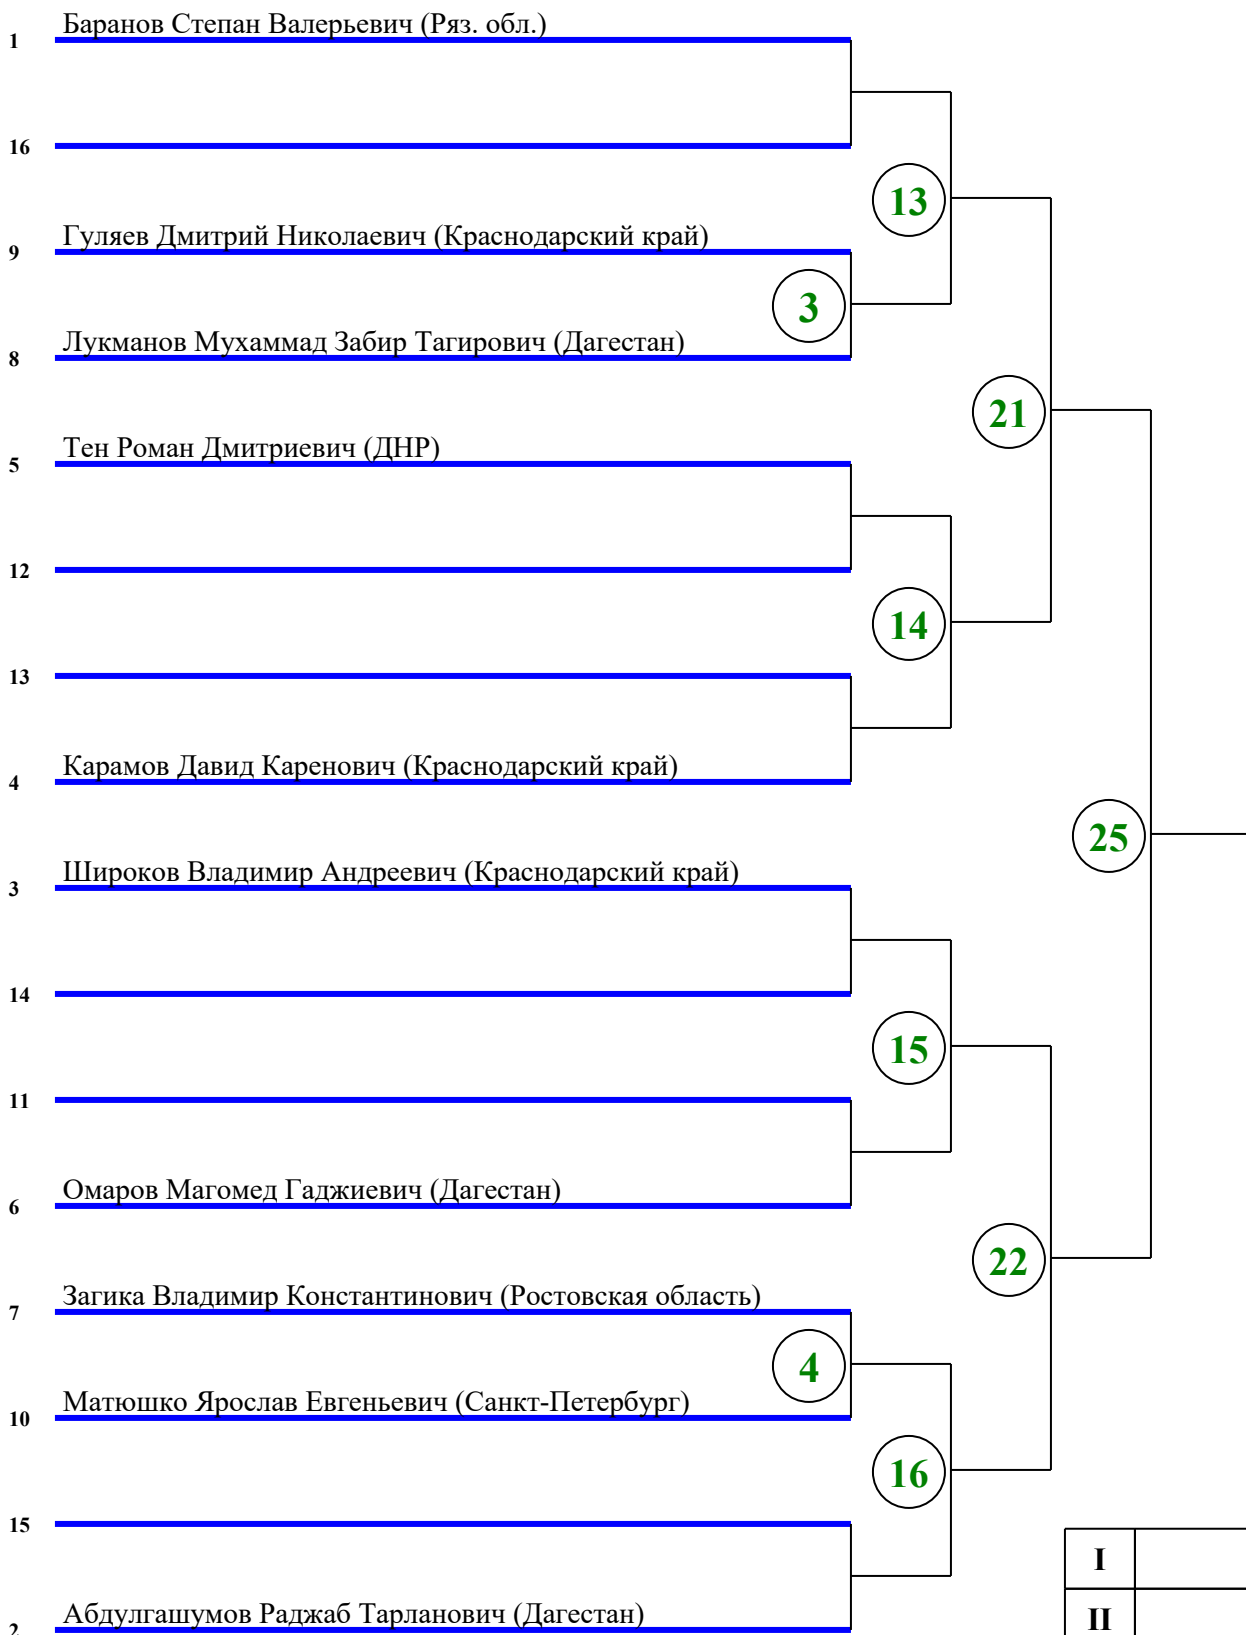 Баранов Степан Валерьевич (Ряз. обл.)
1
16
13
Гуляев Дмитрий Николаевич (Краснодарский край)
9
3
Лукманов Мухаммад Забир Тагирович (Дагестан)
8
21
Тен Роман Дмитриевич (ДНР)
5
12
14
13
Карамов Давид Каренович (Краснодарский край)
4
25
Широков Владимир Андреевич (Краснодарский край)
3
14
15
11
Омаров Магомед Гаджиевич (Дагестан)
6
22
Загика Владимир Константинович (Ростовская область)
7
4
Матюшко Ярослав Евгеньевич (Санкт-Петербург)
10
16
15
I
Абдулгашумов Раджаб Тарланович (Дагестан)
2
II